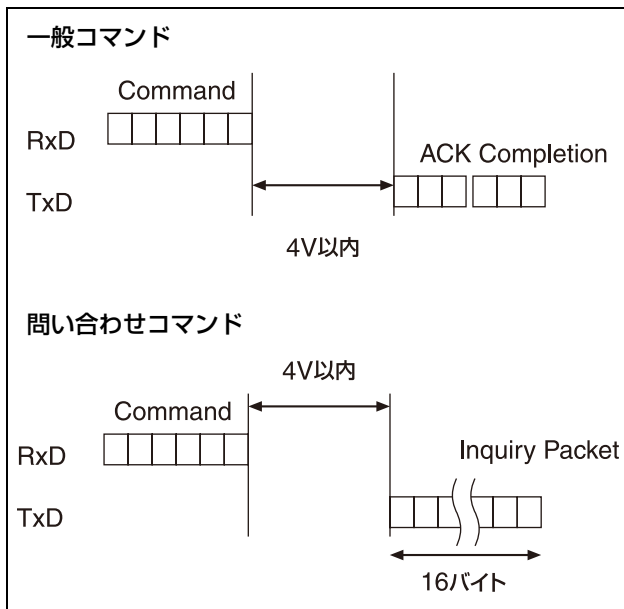 一般コマンド
Command
RxD
ACK Completion
TxD
4V以内
問い合わせコマンド
4V以内
Command
RxD
Inquiry Packet
TxD
16バイト